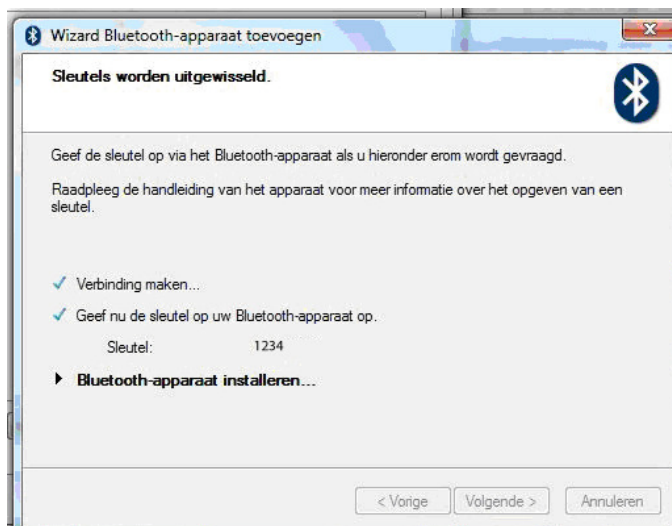 Wizard Bluetooth-apparaat toevoegen
Sleutels worden uitgewisseld.
Geef de sleutel op via het Bluetooth-apparaat als u hieronder erom wordt gevraagd.
Raadpleeg de handleiding van het apparaat voor meer informatie over het opgeven van een
sleutel.
Verbinding maken...
Geef nu de sleutel op uw Bluetooth-apparaat op.
Sleutel: 1234
Bluetooth-apparaat installeren...
< Vorige Volgende > Annuleren